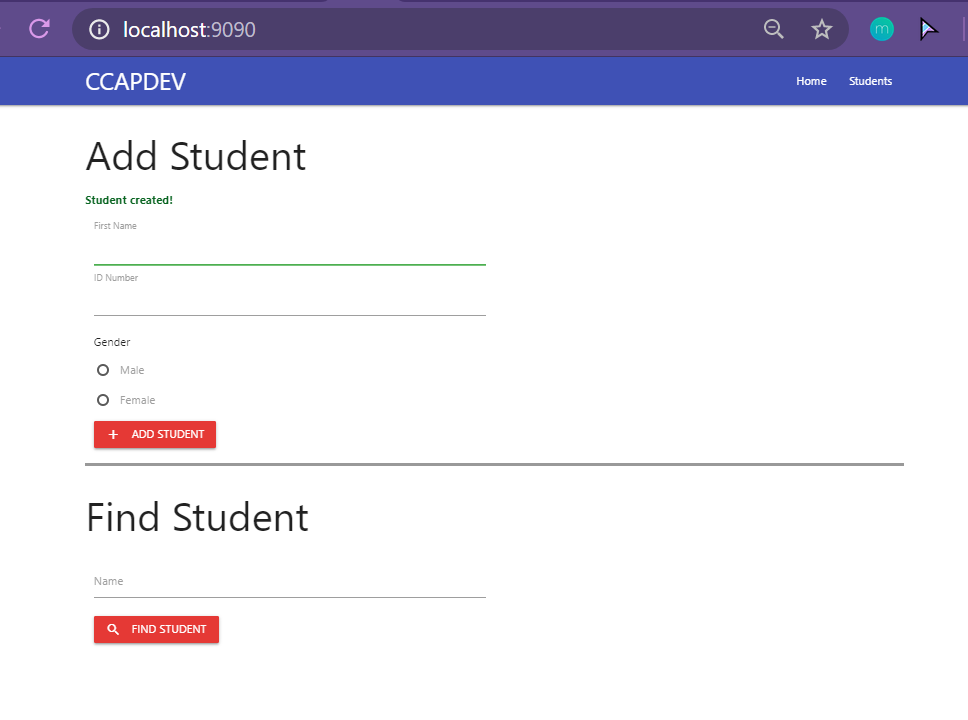 localhost:9090
m
CCAPDEV
Home Students
Add Student
Student created!
First Name
ID Number
Gender
Male
Female
ADD STUDENT
Find Student
Name
FIND STUDENT